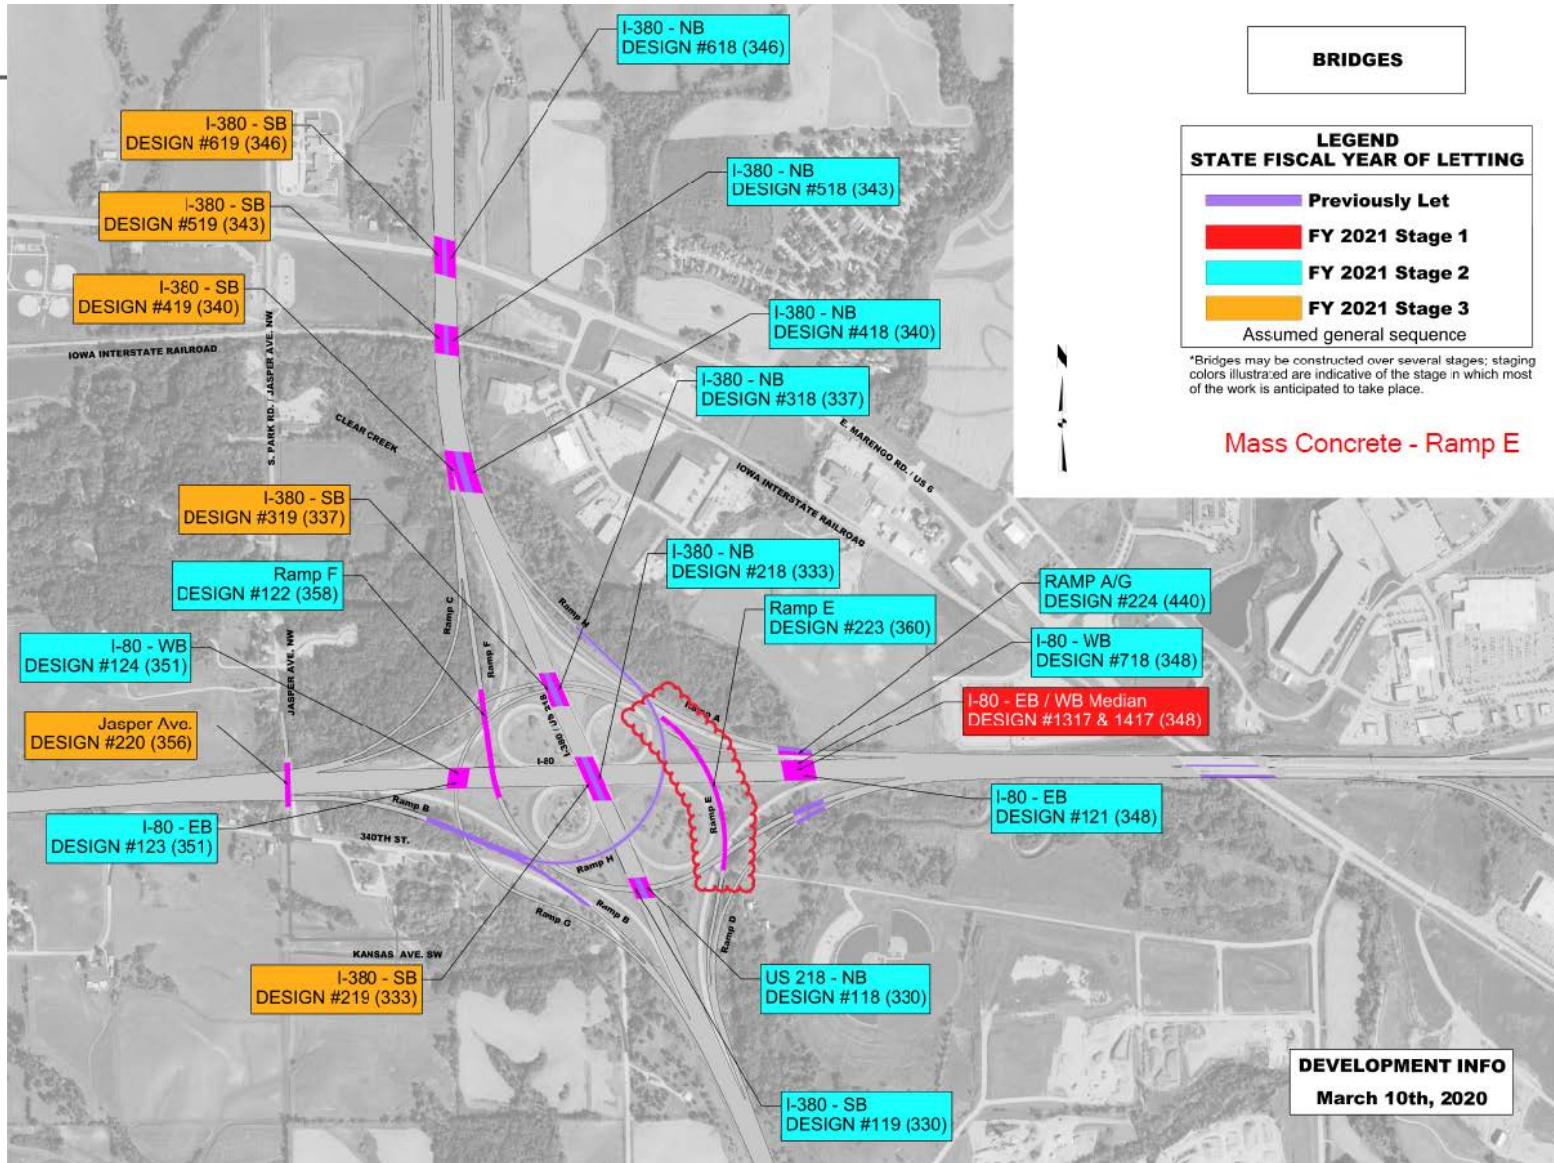 BRIDGES
LEGEND
STATE FISCAL YEAR OF LETTING
Previously Let
FY 2021 Stage 1
FY 2021 Stage 2
FY 2021 Stage 3
Assumed general sequence
*Bridges may be constructed over several stages; staging
colors illustrated are indicative of the stage in which most
of the work is anticipated to take place.
Mass Concrete - Ramp E
I-380 - NB
DESIGN #618 (346)
I-380 - SB
DESIGN #619 (346)
I-380 - NB
DESIGN #518 (343)
I-380 - SB
DESIGN #519 (343)
I-380 - SB
DESIGN #419 (340)
I-380 - NB
DESIGN #418 (340)
IOWA INTERSTATE RAILROAD
S. PARK RD. / JASPER AVE. NW
I-380 - NB
DESIGN #318 (337)
CLEAR CREEK
E. MARENGO RD. / US 6
IOWA INTERSTATE RAILROAD
I-380 - SB
DESIGN #319 (337)
I-380 - NB
DESIGN #218 (333)
Ramp F
DESIGN #122 (358)
RAMP A/G
DESIGN #224 (440)
Ramp E
DESIGN #223 (360)
Ramp C
Ramp H
Ramp F
I-80 - WB
DESIGN #124 (351)
I-80 - WB
DESIGN #718 (348)
JASPER AVE. NW
I-80 - EB / WB Median
DESIGN #1317 & 1417 (348)
Jasper Ave.
DESIGN #220 (356)
Ramp A
I-380 / US 218
I-80
I-80 - EB
DESIGN #121 (348)
Ramp B
Ramp E
I-80 - EB
DESIGN #123 (351)
340TH ST.
Ramp H
Ramp G
Ramp B
Ramp D
KANSAS AVE. SW
I-380 - SB
DESIGN #219 (333)
US 218 - NB
DESIGN #118 (330)
I-380 - SB
DESIGN #119 (330)
DEVELOPMENT INFO
March 10th, 2020